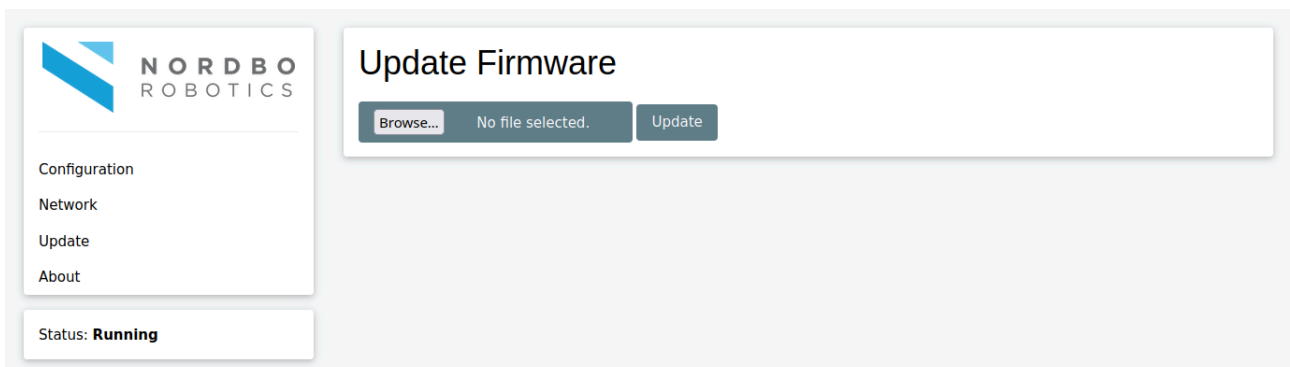 NORDBO
ROBOTICS
Configuration
Network
Update
About
Status: Running
Update Firmware
Browse... No file selected. Update